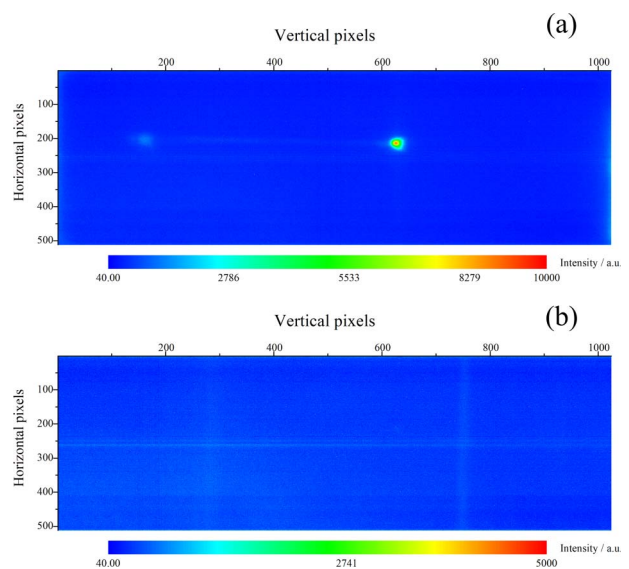 (a)
Vertical pixels
200 400 600 800 1000
Horizontal pixels
100
200
300
400
500
Intensity / a.u.
40.00 2786 5533 8279 10000
(b)
Vertical pixels
200 400 600 800 1000
Horizontal pixels
100
200
300
400
500
Intensity / a.u.
40.00 2741 5000